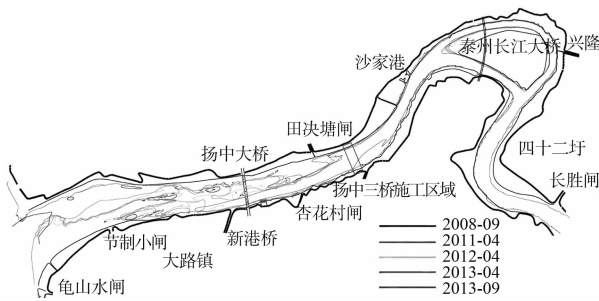 泰州长江大桥
兴隆
沙家港
田决塘闸
四十二圩
扬中大桥
长胜闸
扬中三桥施工区域
杏花村闸
新港桥
节制小闸
大路镇
龟山水闸
2008-09
2011-04
2012-04
2013-04
2013-09